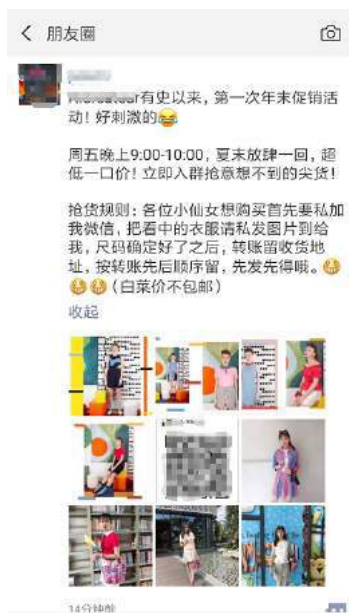 朋友圈
有史以来，第一次年末促销活
动！好刺激的😂
周五晚上9:00-10:00，夏末放肆一回，超
低一口价！立即入群抢意想不到的尖货！
抢货规则：各位小仙女想购买首先要私加
我微信，把看中的衣服请私发图片到给
我，尺码确定好了之后，转账留收货地
址，按转账先后顺序留，先发先得哦。😆
😆😆（白菜价不包邮）
收起
14分钟前